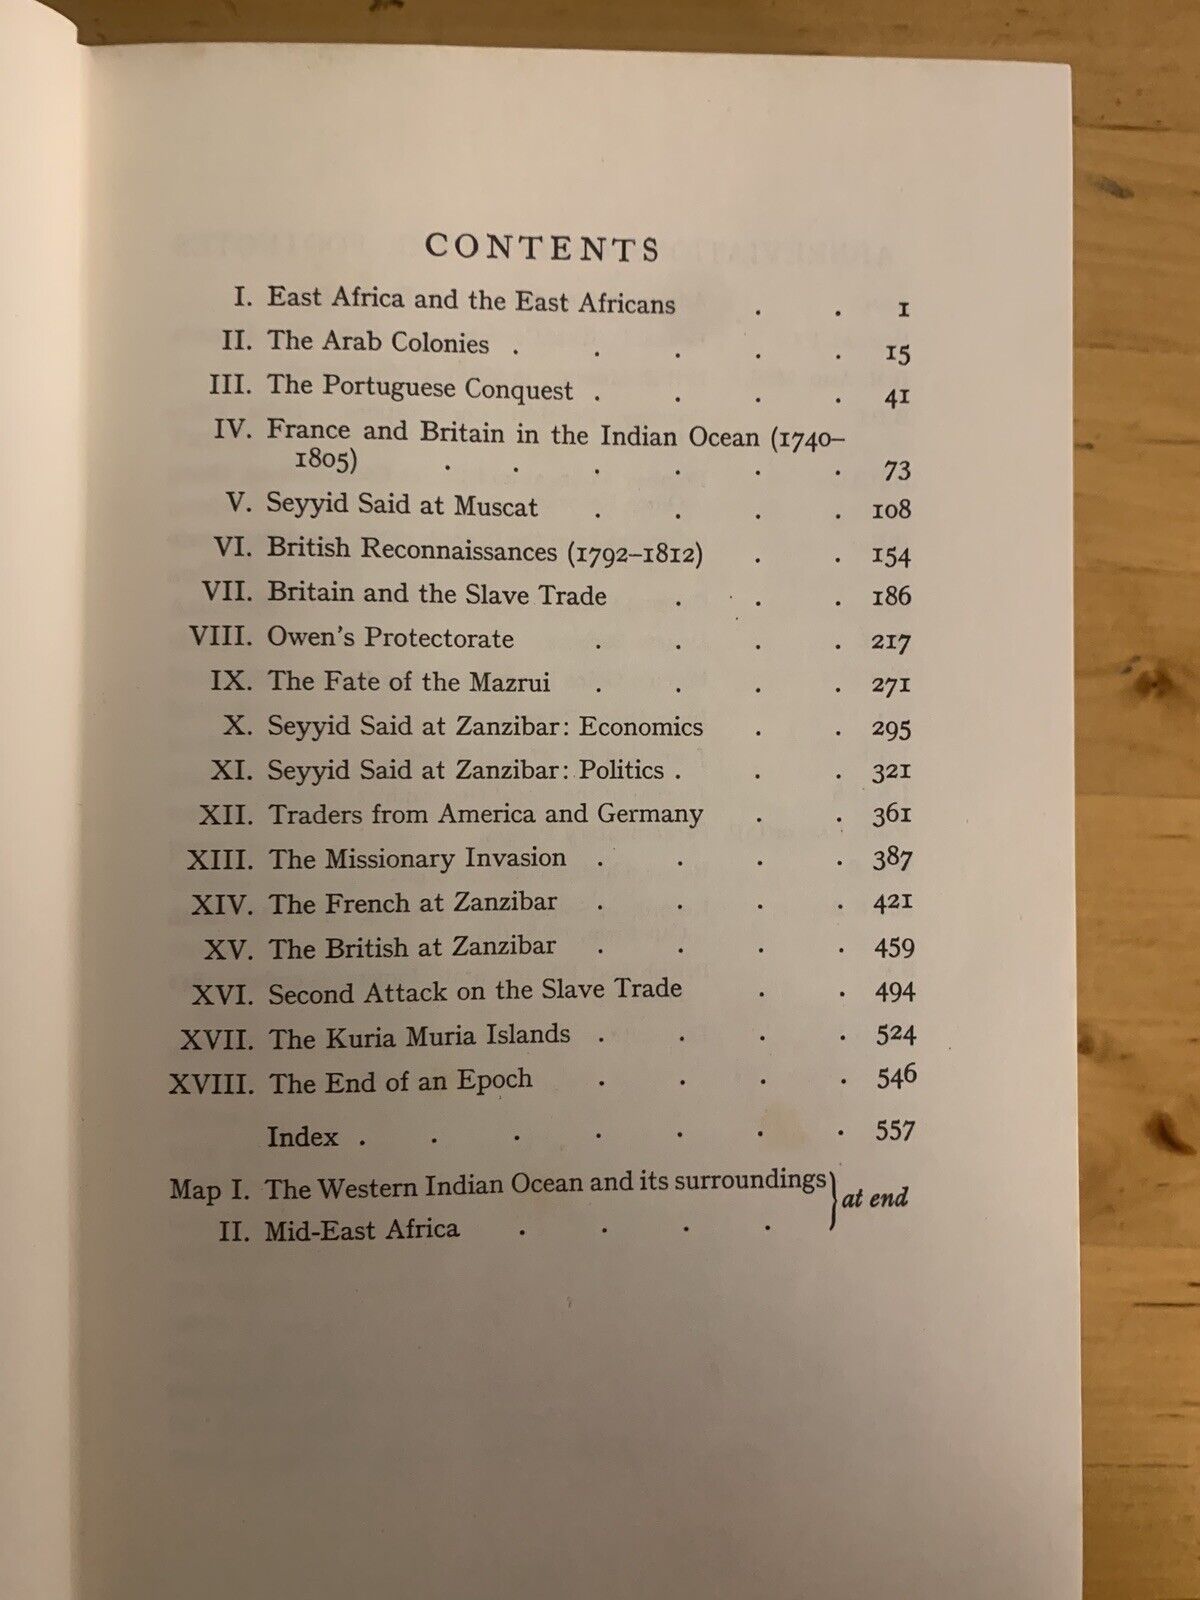 CONTENTS
I. East Africa and the East Africans . . 1
II. The Arab Colonies . . . . . 15
III. The Portuguese Conquest . . . . 41
IV. France and Britain in the Indian Ocean (1740–
1805) . . . . . . 73
V. Seyyid Said at Muscat . . . . 108
VI. British Reconnaissances (1792–1812) . . 154
VII. Britain and the Slave Trade . . . 186
VIII. Owen's Protectorate . . . . 217
IX. The Fate of the Mazrui . . . . 271
X. Seyyid Said at Zanzibar: Economics . . 295
XI. Seyyid Said at Zanzibar: Politics . . . 321
XII. Traders from America and Germany . . 361
XIII. The Missionary Invasion . . . . 387
XIV. The French at Zanzibar . . . . 421
XV. The British at Zanzibar . . . . 459
XVI. Second Attack on the Slave Trade . . 494
XVII. The Kuria Muria Islands . . . . 524
XVIII. The End of an Epoch . . . . 546
Index . . . . . . . 557
Map I. The Western Indian Ocean and its surroundings } at end
II. Mid-East Africa . . . .